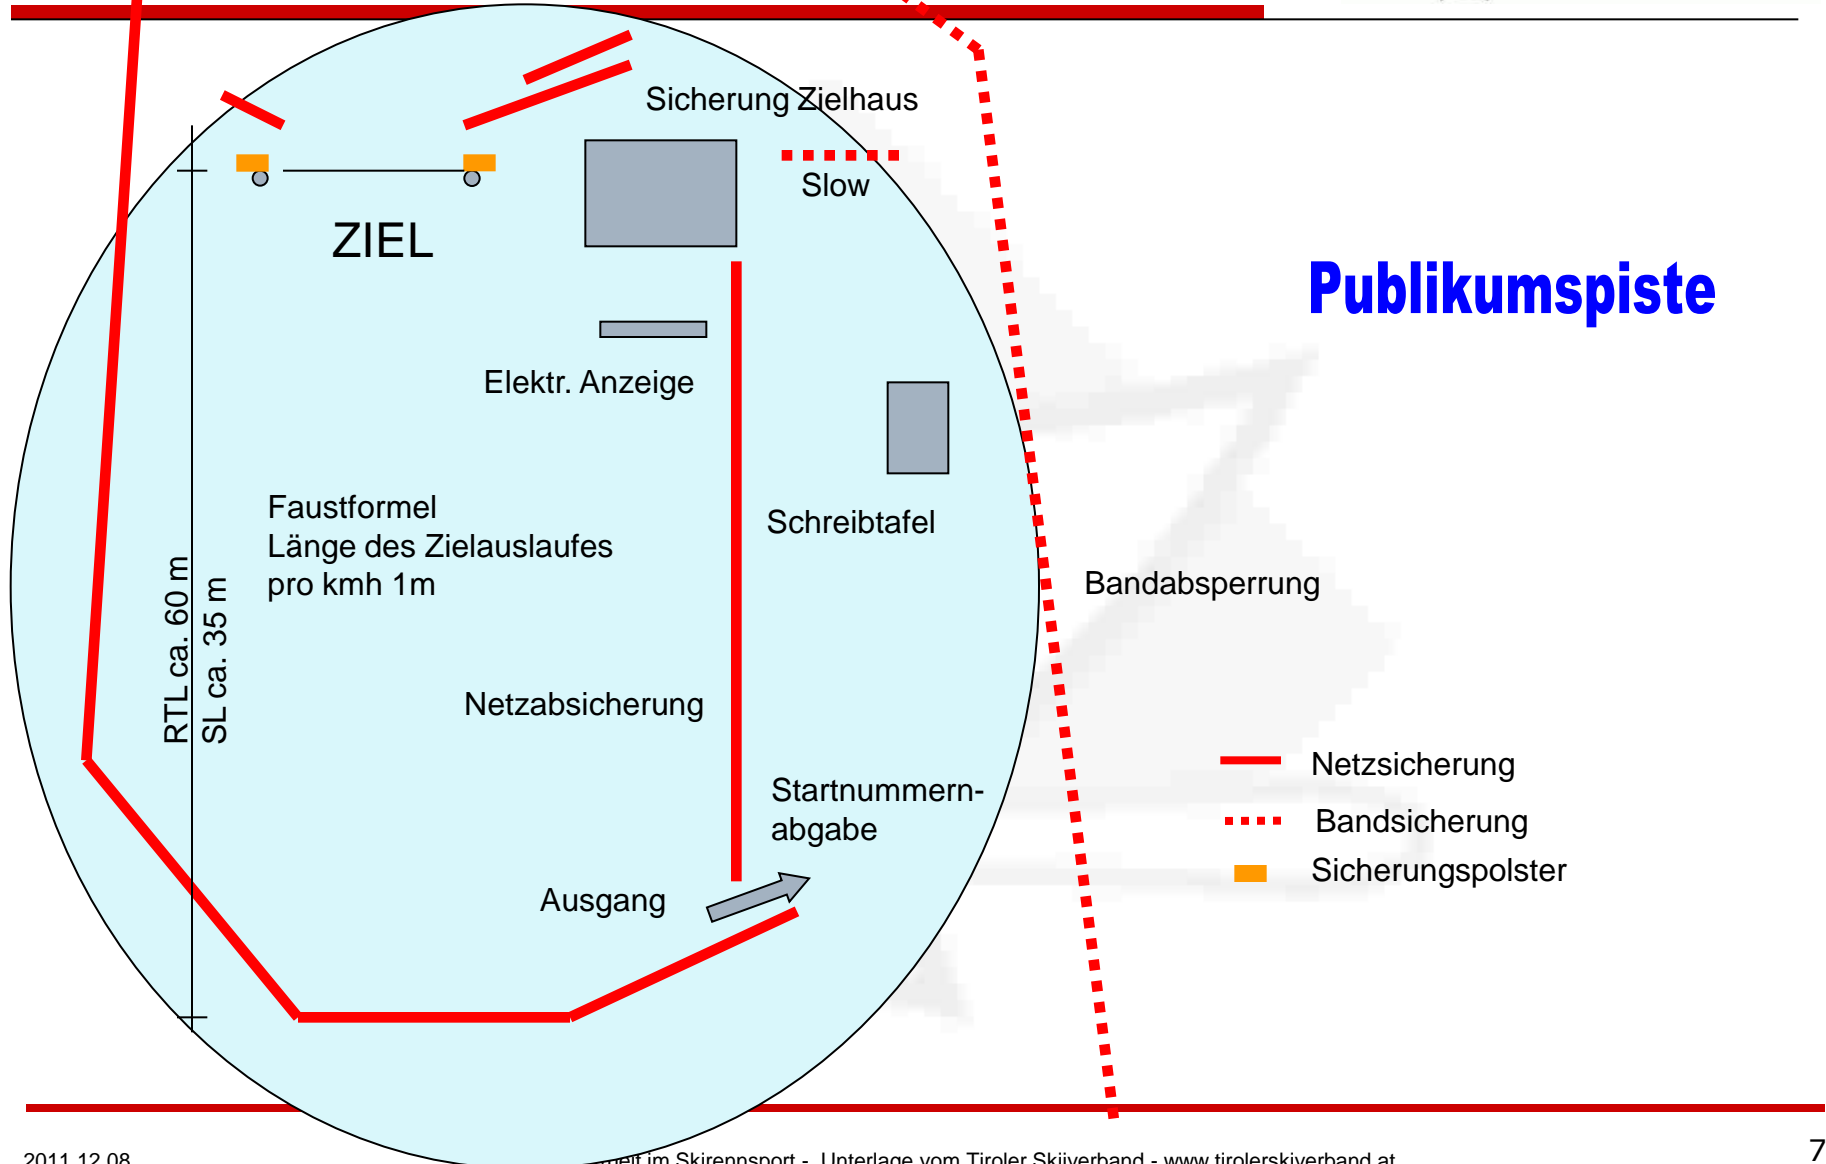 Sicherung Zielhaus
Slow
ZIEL
Publikumspiste
Elektr. Anzeige
Faustformel
Länge des Zielauslaufes
pro kmh 1m
Schreibtafel
RTL ca. 60 m
SL ca. 35 m
Bandabsperrung
Netzabsicherung
Netzsicherung
Startnummern-
abgabe
Bandsicherung
Sicherungspolster
Ausgang
2011.12.08
im Skirennsport - Unterlage vom Tiroler Skiverband - www.tirolerskiverband.at
7